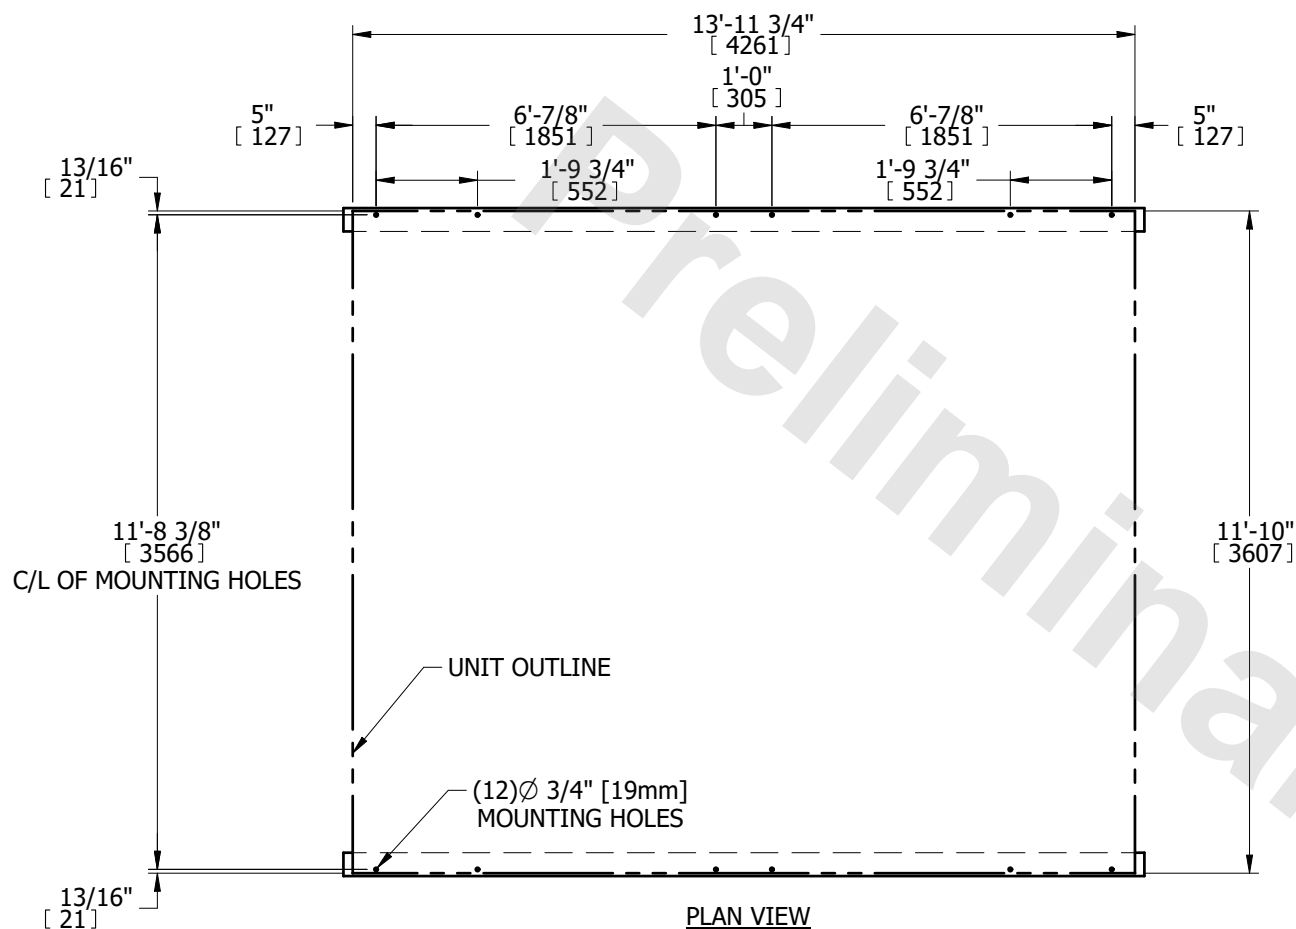 13'-11 3/4"
[ 4261]
1'-0"
[ 305 ]
5"
[ 127]
6'-7/8"
[ 1851 ]
6'-7/8"
[ 1851 ]
5"
[ 127]
13/16"
[ 21]
1'-9 3/4"
[ 552]
1'-9 3/4"
[ 552]
Preliminar
11'-8 3/8"
[ 3566]
C/L OF MOUNTING HOLES
11'-10"
[ 3607]
UNIT OUTLINE
(12)∅ 3/4" [19mm]
MOUNTING HOLES
13/16"
[ 21]
PLAN VIEW